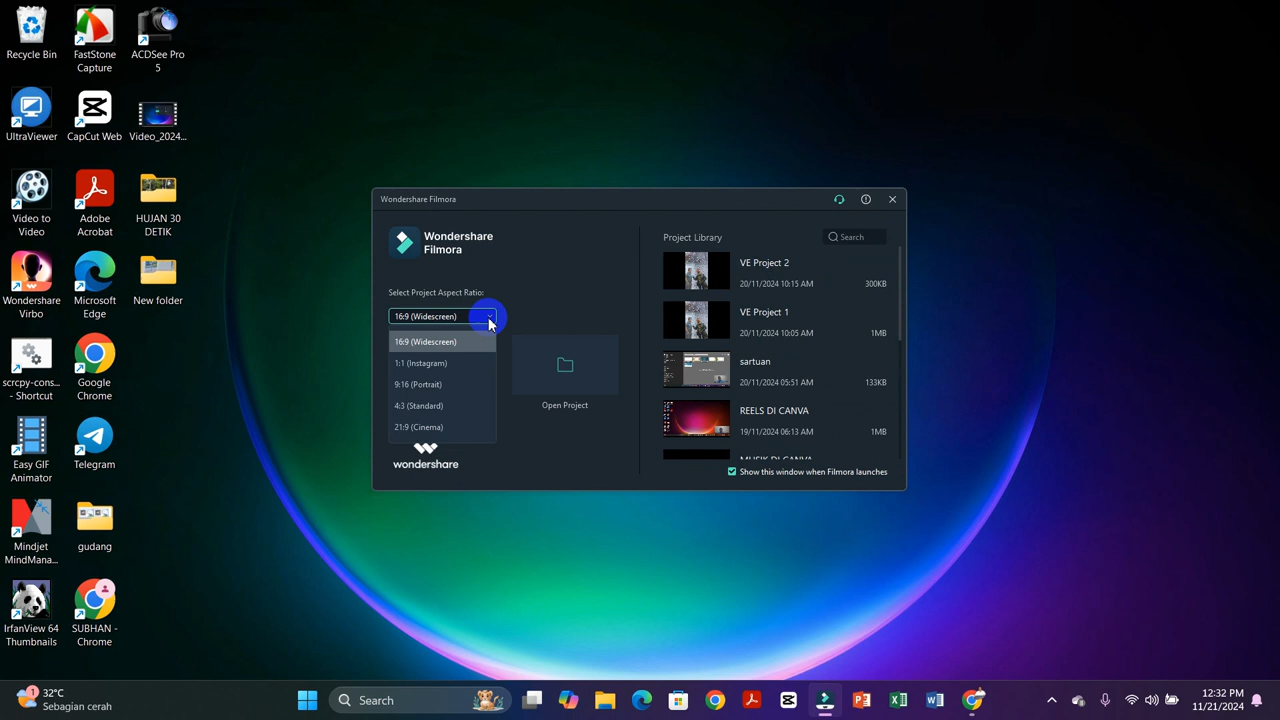 Recycle Bin
FastStone
Capture
ACDSee Pro
5
UltraViewer
CapCut Web
Video_2024...
Video to
Video
Adobe
Acrobat
HUJAN 30
DETIK
Wondershare
Virbo
Microsoft
Edge
New folder
scrcpy-cons...
- Shortcut
Google
Chrome
Easy GIF
Animator
Telegram
Mindjet
MindMana...
gudang
IrfanView 64
Thumbnails
SUBHAN -
Chrome
Wondershare Filmora
Wondershare
Filmora
Select Project Aspect Ratio:
16:9 (Widescreen)
16:9 (Widescreen)
1:1 (Instagram)
9:16 (Portrait)
4:3 (Standard)
21:9 (Cinema)
wondershare
Open Project
Project Library
Search
VE Project 2
20/11/2024 10:15 AM 300KB
VE Project 1
20/11/2024 10:05 AM 1MB
sartuan
20/11/2024 05:51 AM 133KB
REELS DI CANVA
19/11/2024 06:13 AM 1MB
MUSIK DI CANVA
Show this window when Filmora launches
1
32°C
Sebagian cerah
Search
12:32 PM
11/21/2024